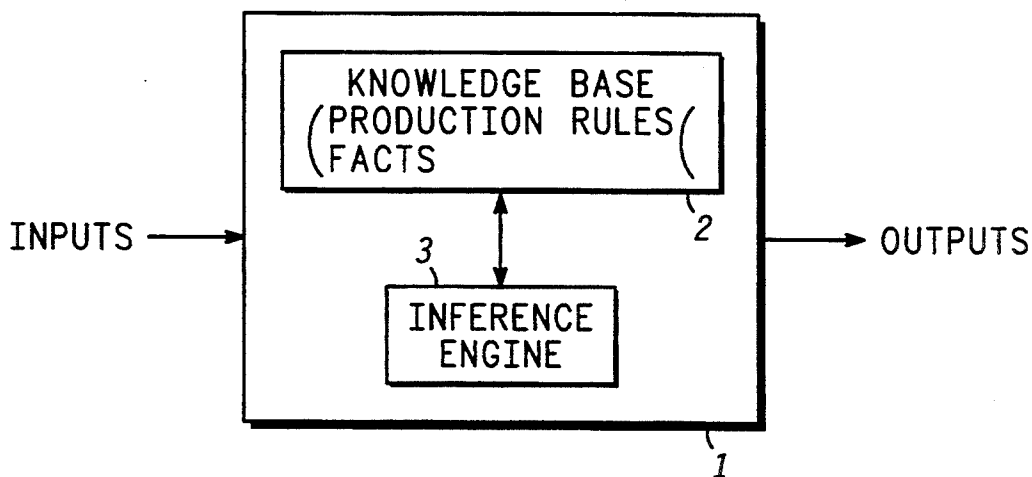 KNOWLEDGE BASE
(PRODUCTION RULES(
FACTS
2
INPUTS
OUTPUTS
3
INFERENCE
ENGINE
1